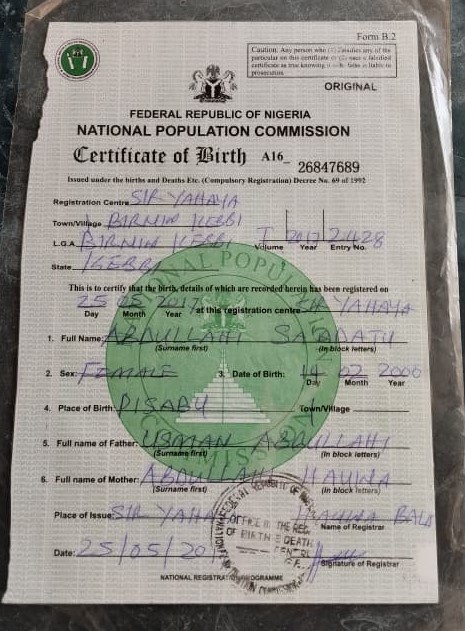 Form B.2
Caution: Any person who (1) falsifies any of the
particular on this certificate or (2) uses a falsified
certificate as true knowing it to be false is liable to
prosecution.
ORIGINAL
FEDERAL REPUBLIC OF NIGERIA
NATIONAL POPULATION COMMISSION
Certificate of Birth A16_ 26847689
Issued under the births and Deaths Etc. (Compulsory Registration) Decree No. 69 of 1992
Registration Centre SIR YAHAYA
Town/Village BIRNIN KEBBI
L.G.A BIRNIN KEBBI Volume I 2017 Year Entry No.
State KEBBI
This is to certify that the birth, details of which are recorded herein has been registered on
25 05 2017 at this registration centre SIR YAHAYA
Day Month Year
1. Full Name: ABDULLAHI SA'ADATU
(Surname first) (In block letters)
2. Sex: FEMALE 3. Date of Birth: 14 02 2000
Day Month Year
4. Place of Birth: Town/Village
5. Full name of Father: USMAN ABDULLAHI
(Surname first) (In block letters)
6. Full name of Mother: ABDULLAHI HAUWA
(Surname first) (In block letters)
Place of Issue: SIR YAHA HAUWA BALA
Name of Registrar
Date: 25/05/20
Signature of Registrar
NATIONAL REGISTRATION PROGRAMME